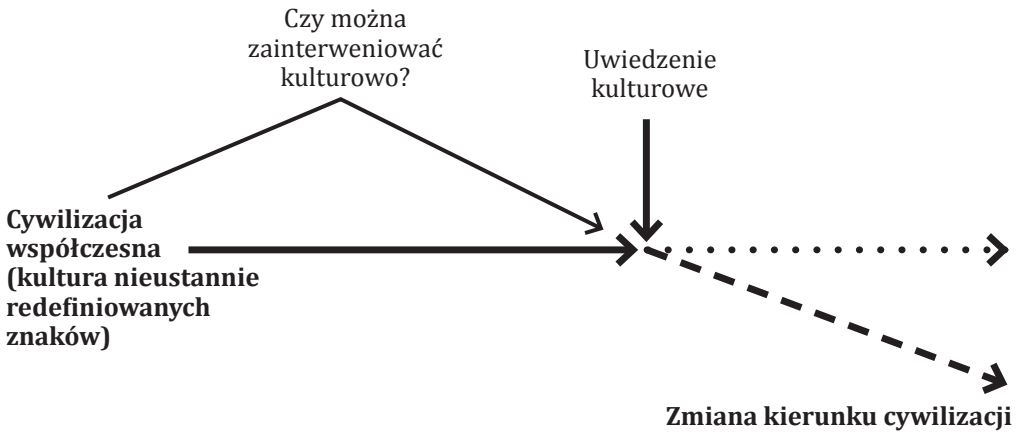 Czy można
zainterweniować
kulturowo?
Uwiedzenie
kulturowe
Cywilizacja
współczesna
(kultura nieustannie
redefiniowanych
znaków)
Zmiana kierunku cywilizacji